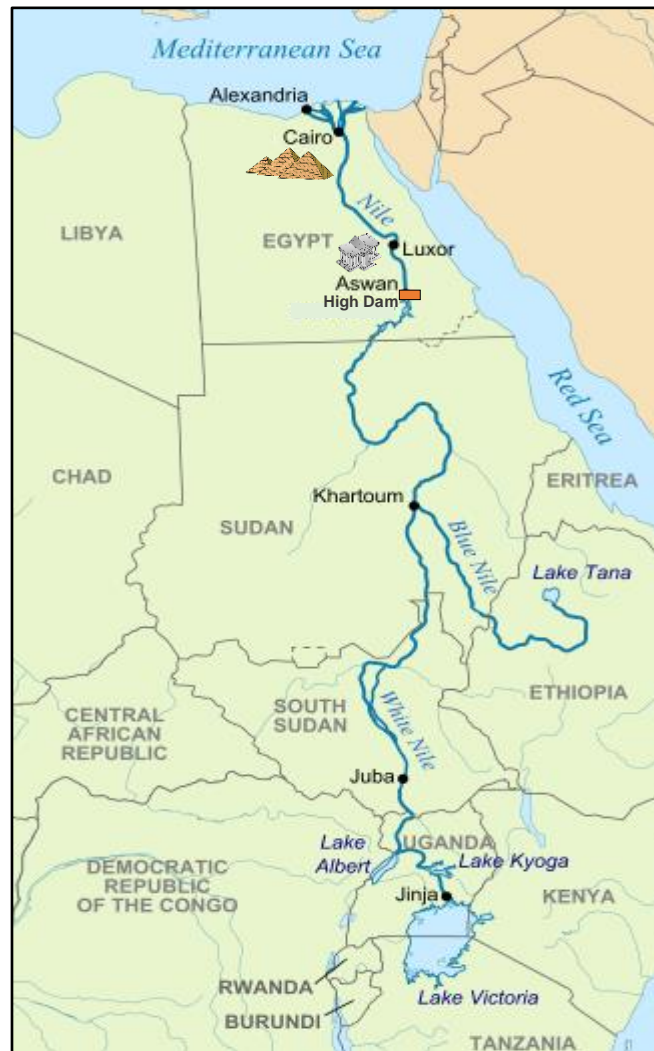 Mediterranean Sea
Alexandria
Cairo
Nile
LIBYA
EGYPT
Luxor
Aswan
High Dam
Red Sea
CHAD
ERITREA
Khartoum
SUDAN
Blue Nile
Lake Tana
ETHIOPIA
SOUTH
SUDAN
CENTRAL
AFRICAN
REPUBLIC
White Nile
Juba
Lake
Albert
UGANDA
Lake Kyoga
DEMOCRATIC
REPUBLIC
OF THE CONGO
Jinja
KENYA
RWANDA
Lake Victoria
BURUNDI
TANZANIA